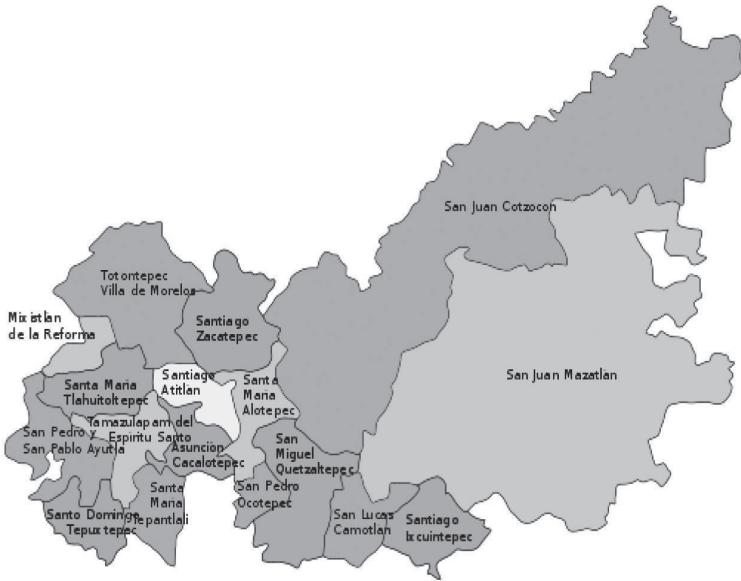 San Juan Cotzocon
Totontepec
Villa de Morelos
Mixistlan
de la Reforma
Santiago
Zacatepec
Santiago
Atitlan
Santa
Maria
Alotepec
San Juan Mazatlan
Santa Maria
Tlahuitoltepec
Tamazulapam del
Espiritu Santo
San Pedro y
San Pablo Ayutla
Asunción
Cacalotepec
San
Miguel
Quetzaltepec
San Pedro
Ocotepec
Santa
Maria
Tepantlali
Santo Domingo
Tepuxtepec
San Lucas
Camotlan
Santiago
Ixcuintepec